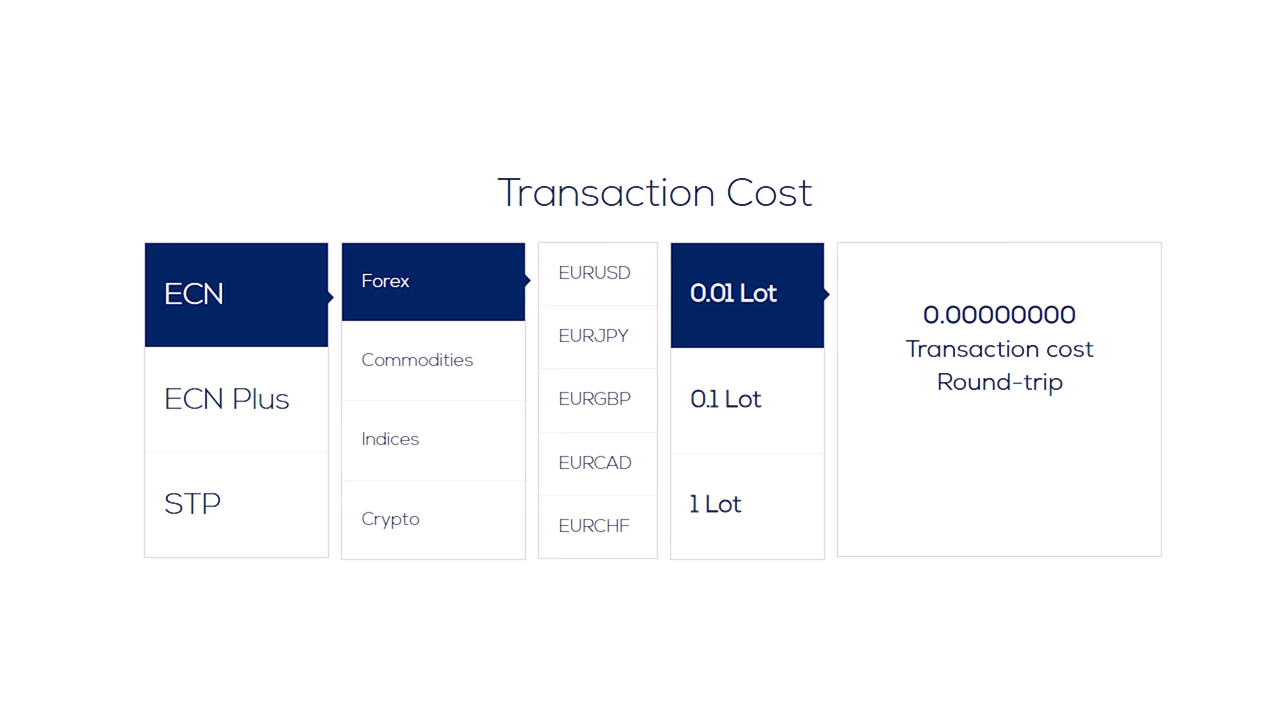 Transaction Cost
ECN
ECN Plus
STP
Forex
Commodities
Indices
Crypto
EURUSD
EURJPY
EURGBP
EURCAD
EURCHF
0.01 Lot
0.1 Lot
1 Lot
0.00000000
Transaction cost
Round-trip